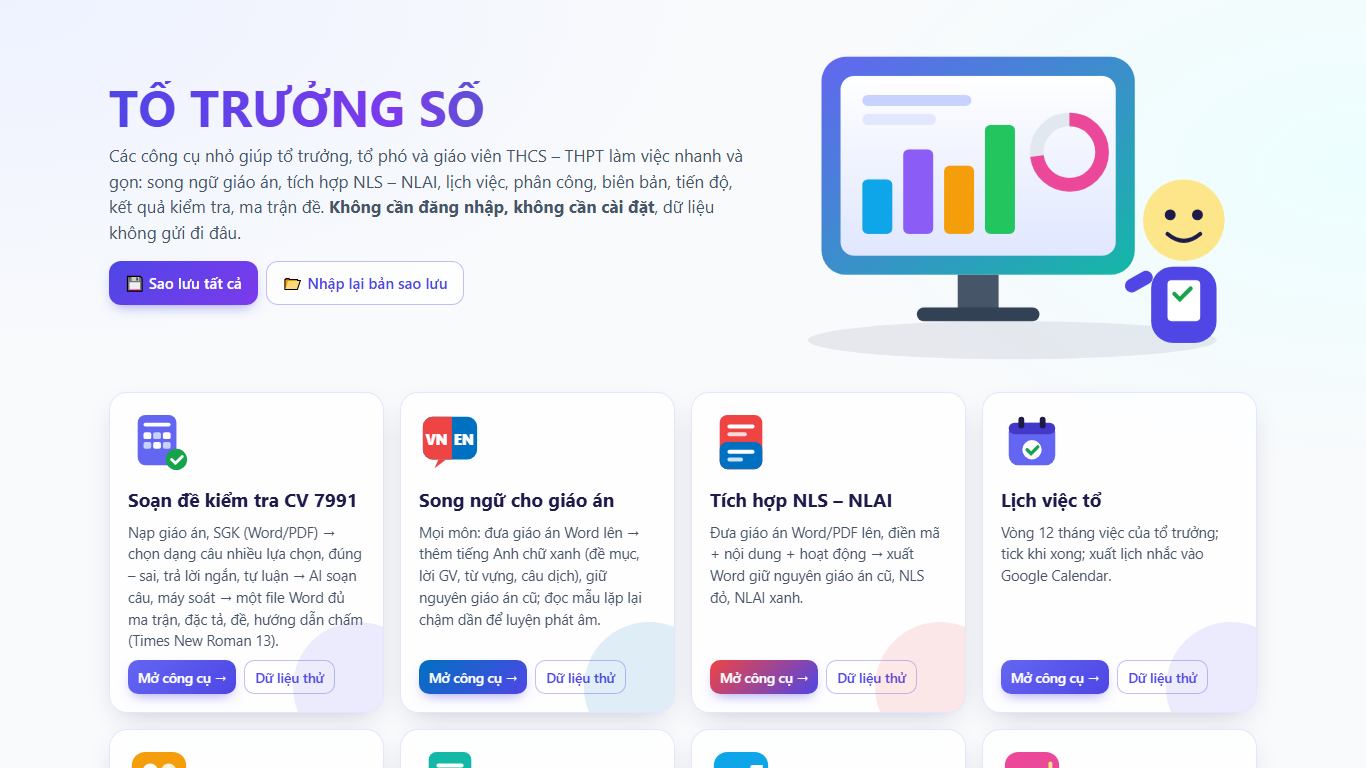 TỔ TRƯỞNG SỐ
Các công cụ nhỏ giúp tổ trưởng, tổ phó và giáo viên THCS – THPT làm việc nhanh và
gọn: song ngữ giáo án, tích hợp NLS – NLAI, lịch việc, phân công, biên bản, tiến độ,
kết quả kiểm tra, ma trận đề. Không cần đăng nhập, không cần cài đặt, dữ liệu
không gửi đi đâu.
💾 Sao lưu tất cả
📂 Nhập lại bản sao lưu
Soạn đề kiểm tra CV 7991
Nạp giáo án, SGK (Word/PDF) →
chọn dạng câu nhiều lựa chọn, đúng
– sai, trả lời ngắn, tự luận → AI soạn
câu, máy soát → một file Word đủ
ma trận, đặc tả, đề, hướng dẫn chấm
(Times New Roman 13).
Mở công cụ →
Dữ liệu thử
VN EN
Song ngữ cho giáo án
Mọi môn: đưa giáo án Word lên →
thêm tiếng Anh chữ xanh (đề mục,
lời GV, từ vựng, câu dịch), giữ
nguyên giáo án cũ; đọc mẫu lặp lại
chậm dần để luyện phát âm.
Mở công cụ →
Dữ liệu thử
Tích hợp NLS – NLAI
Đưa giáo án Word/PDF lên, điền mã
+ nội dung + hoạt động → xuất
Word giữ nguyên giáo án cũ, NLS
đỏ, NLAI xanh.
Mở công cụ →
Dữ liệu thử
Lịch việc tổ
Vòng 12 tháng việc của tổ trưởng;
tick khi xong; xuất lịch nhắc vào
Google Calendar.
Mở công cụ →
Dữ liệu thử